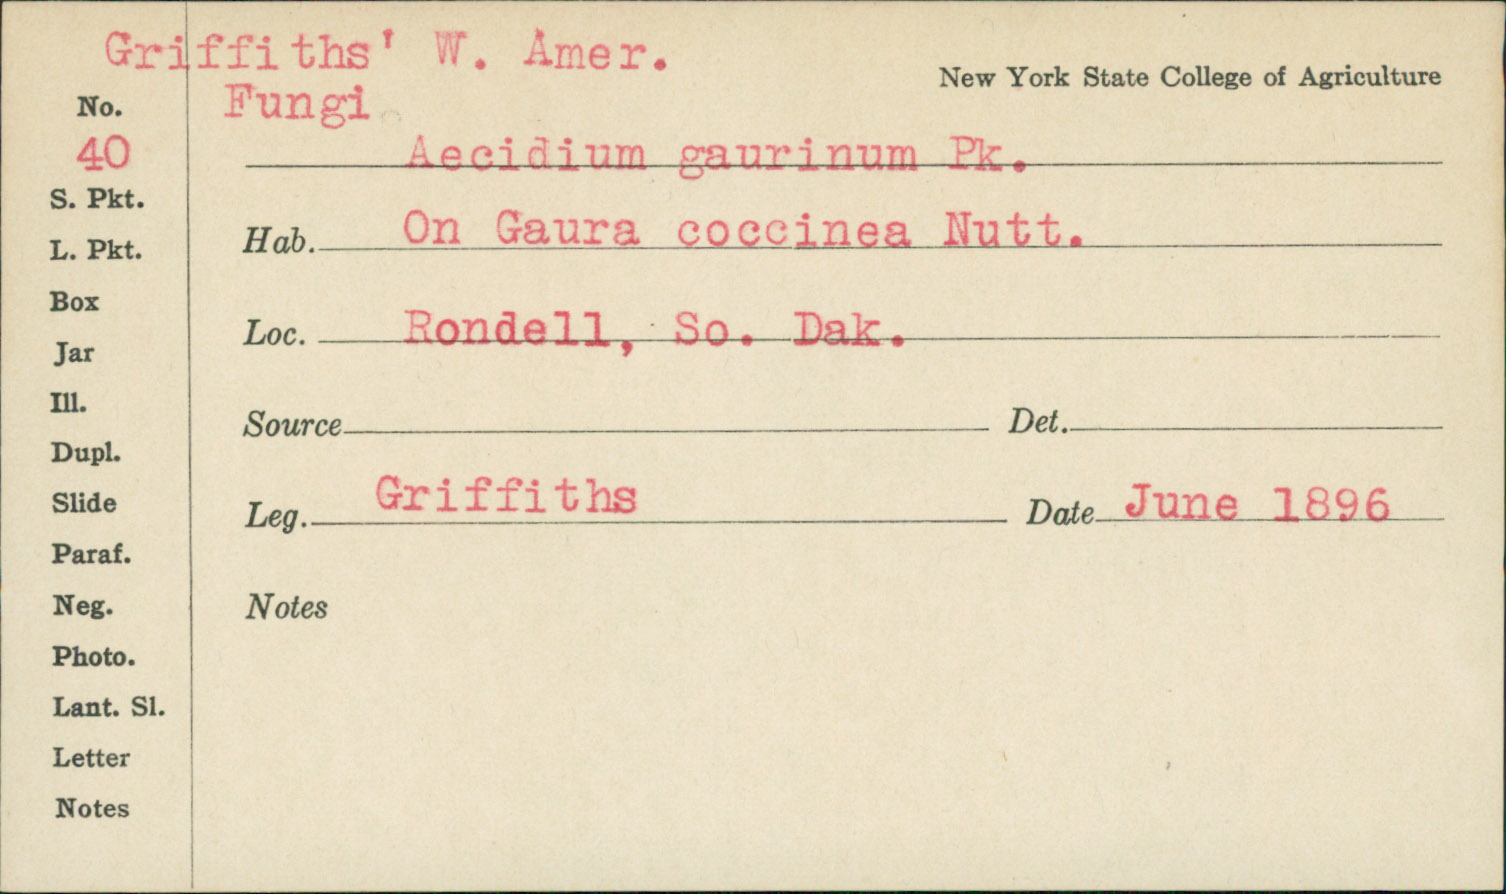 Griffiths' W. Amer.
New York State College of Agriculture
No. Fungi
40 Aecidium gaurinum Pk.
S. Pkt.
Hab. On Gaura coccinea Nutt.
L. Pkt.
Box
Loc. Rondell, So. Dak.
Jar
Ill.
Source Det.
Dupl.
Slide
Leg. Griffiths Date June 1896
Paraf.
Neg.
Notes
Photo.
Lant. Sl.
Letter
Notes